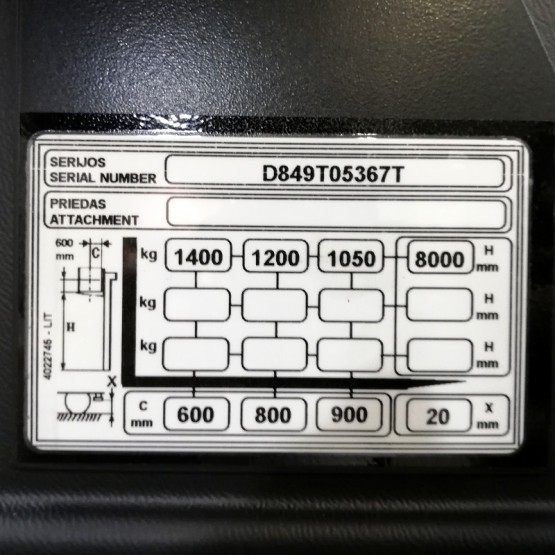 SERIJOS
SERIAL NUMBER D849T05367T
PRIEDAS
ATTACHMENT
600
mm
C
H
X
4022745 - LIT
kg 1400 1200 1050 8000 H
mm
kg H
mm
kg H
mm
C
mm 600 800 900 20 X
mm